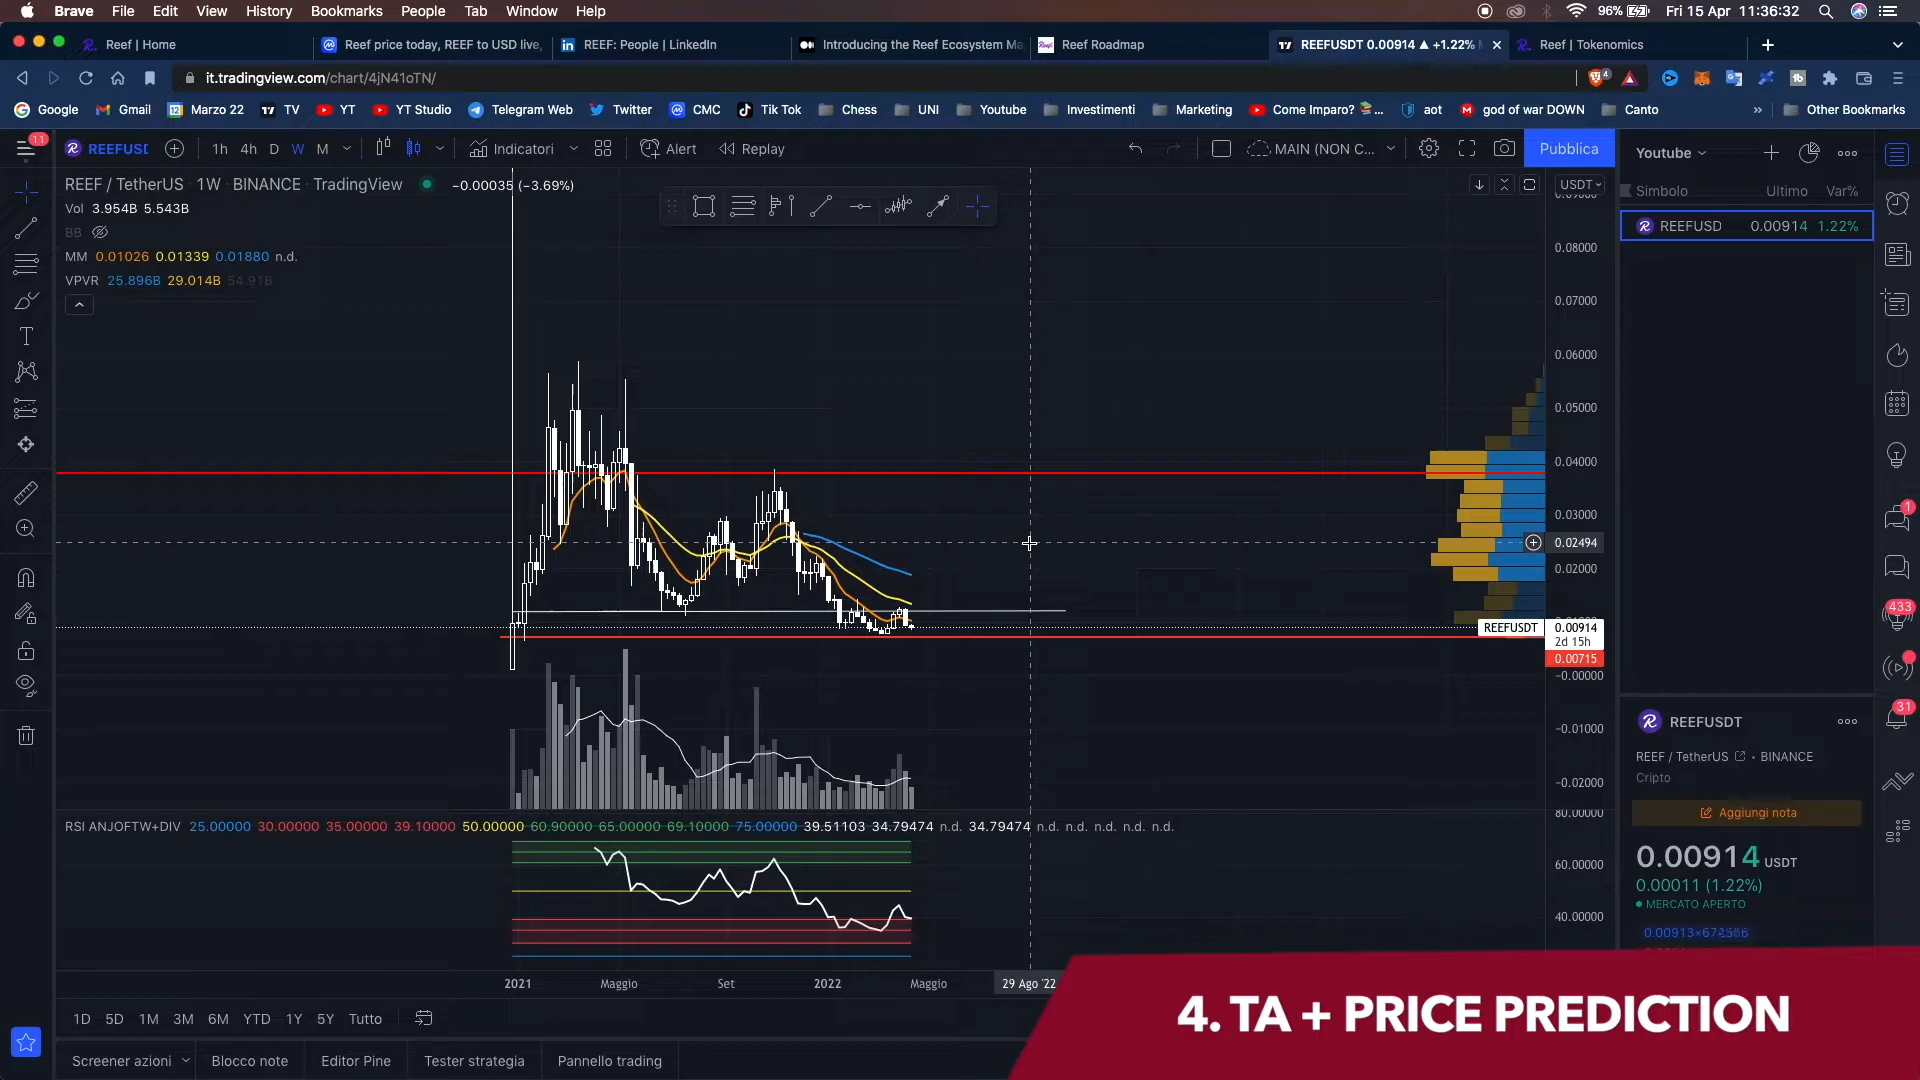 Brave File Edit View History Bookmarks People Tab Window Help 96% Fri 15 Apr 11:36:32
Reef | Home Reef price today, REEF to USD live, REEF: People | LinkedIn Introducing the Reef Ecosystem Ma Reef Roadmap REEFUSDT 0.00914 ▲ +1.22% Reef | Tokenomics
it.tradingview.com/chart/4jN41oTN/ 4
Google Gmail Marzo 22 TV YT YT Studio Telegram Web Twitter CMC Tik Tok Chess UNI Youtube Investimenti Marketing Come Imparo? ... aot god of war DOWN Canto » Other Bookmarks
11 REEFUSD 1h 4h D W M Indicatori Alert Replay MAIN (NON C... Pubblica Youtube
REEF / TetherUS 1W BINANCE TradingView −0.00035 (−3.69%) USDT
Simbolo Ultimo Var%
Vol 3.954B 5.543B
REEFUSD 0.00914 1.22%
BB
MM 0.01026 0.01339 0.01880 n.d.
VPVR 25.896B 29.014B 54.91B
0.08000
0.07000
0.06000
0.05000
0.04000
0.03000
0.02494
0.02000
REEFUSDT 0.00914
2d 15h
0.00715
-0.00000
-0.01000
-0.02000
1
433
31
REEFUSDT
REEF / TetherUS • BINANCE
Cripto
Aggiungi nota
0.00914 USDT
0.00011 (1.22%)
MERCATO APERTO
RSI ANJOFTW+DIV 25.00000 30.00000 35.00000 39.10000 50.00000 60.90000 65.00000 69.10000 75.00000 39.51103 34.79474 n.d. 34.79474 n.d. n.d. n.d. n.d. n.d.
80.00000
60.00000
40.00000
2021 Maggio Set 2022 Maggio 29 Ago '22
1D 5D 1M 3M 6M YTD 1Y 5Y Tutto
4. TA + PRICE PREDICTION
Screener azioni Blocco note Editor Pine Tester strategia Pannello di trading